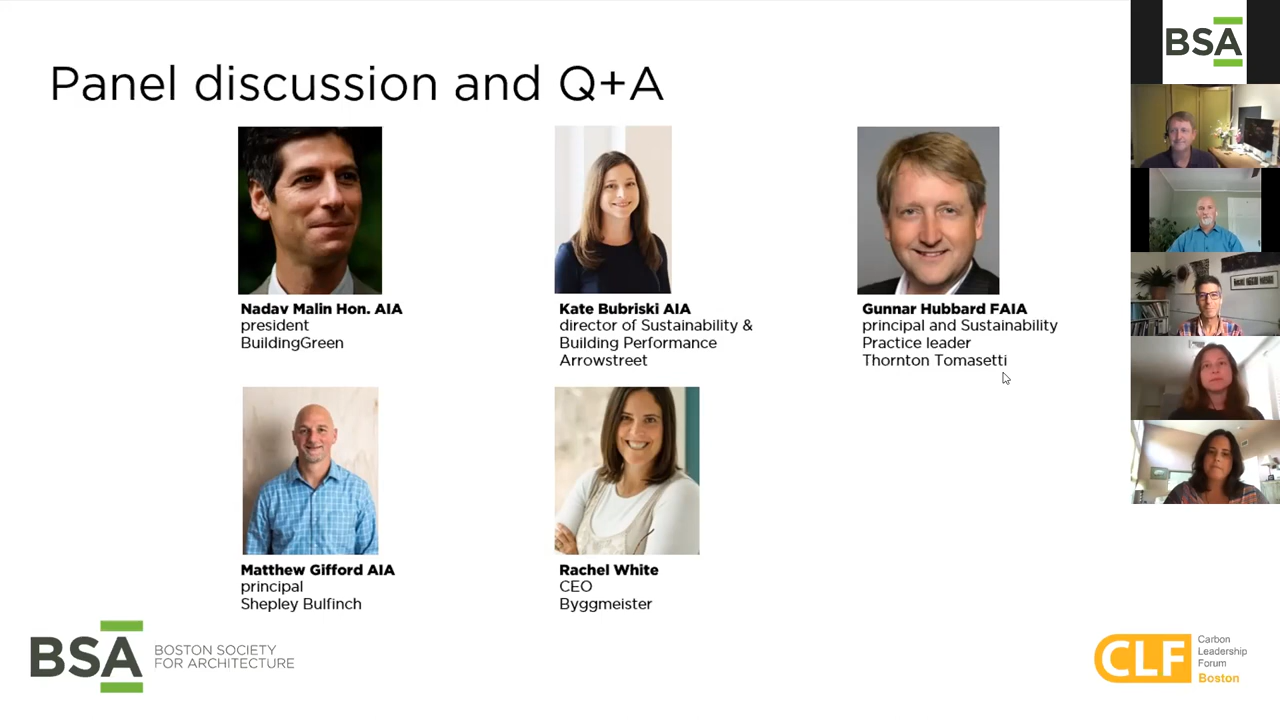 Panel discussion and Q+A
Nadav Malin Hon. AIA
president
BuildingGreen
Kate Bubriski AIA
director of Sustainability &
Building Performance
Arrowstreet
Gunnar Hubbard FAIA
principal and Sustainability
Practice leader
Thornton Tomasetti
Matthew Gifford AIA
principal
Shepley Bulfinch
Rachel White
CEO
Byggmeister
BSA
BOSTON SOCIETY
FOR ARCHITECTURE
CLF
Carbon
Leadership
Forum
Boston
BSA